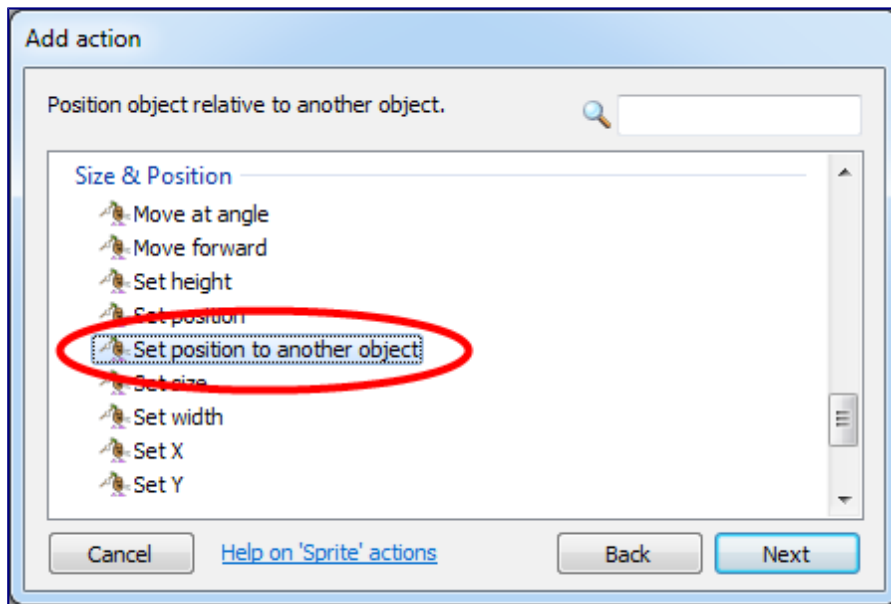 Add action
Position object relative to another object.
Size & Position
Move at angle
Move forward
Set height
Set position
Set position to another object
Set size
Set width
Set X
Set Y
Cancel
Help on 'Sprite' actions
Back
Next